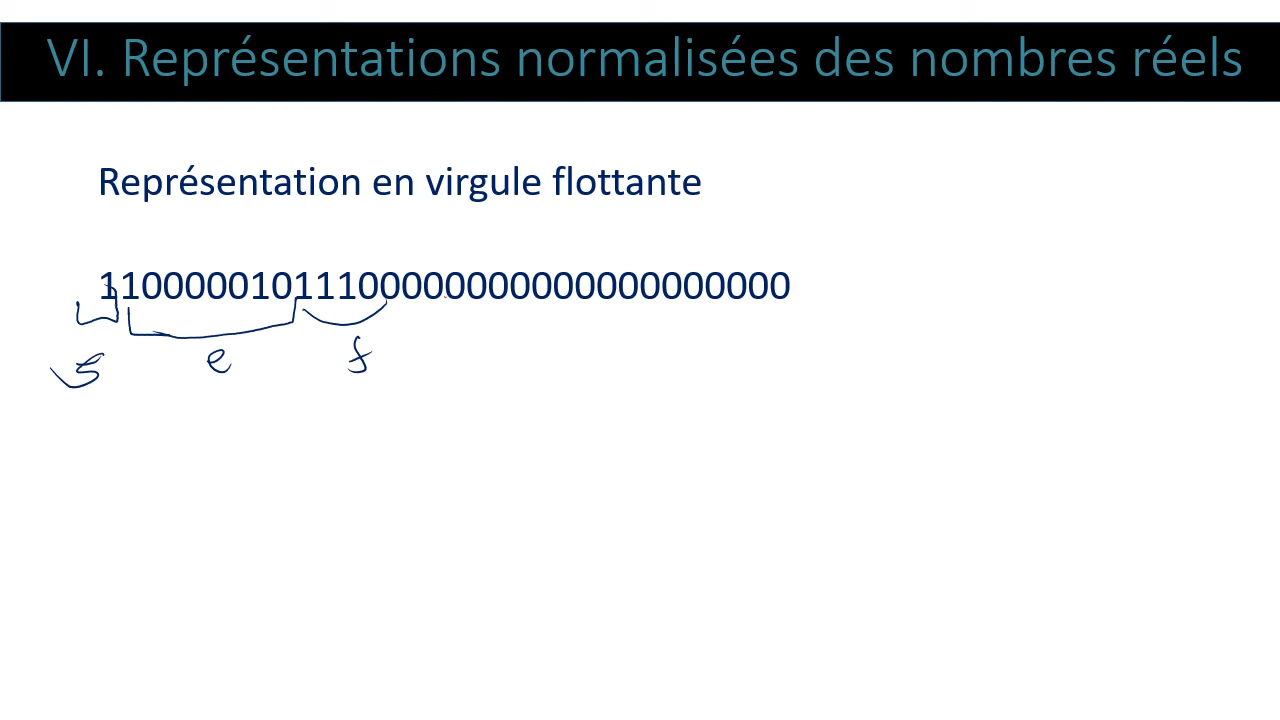 VI. Représentations normalisées des nombres réels
Représentation en virgule flottante
11000001011100000000000000000000
s e f